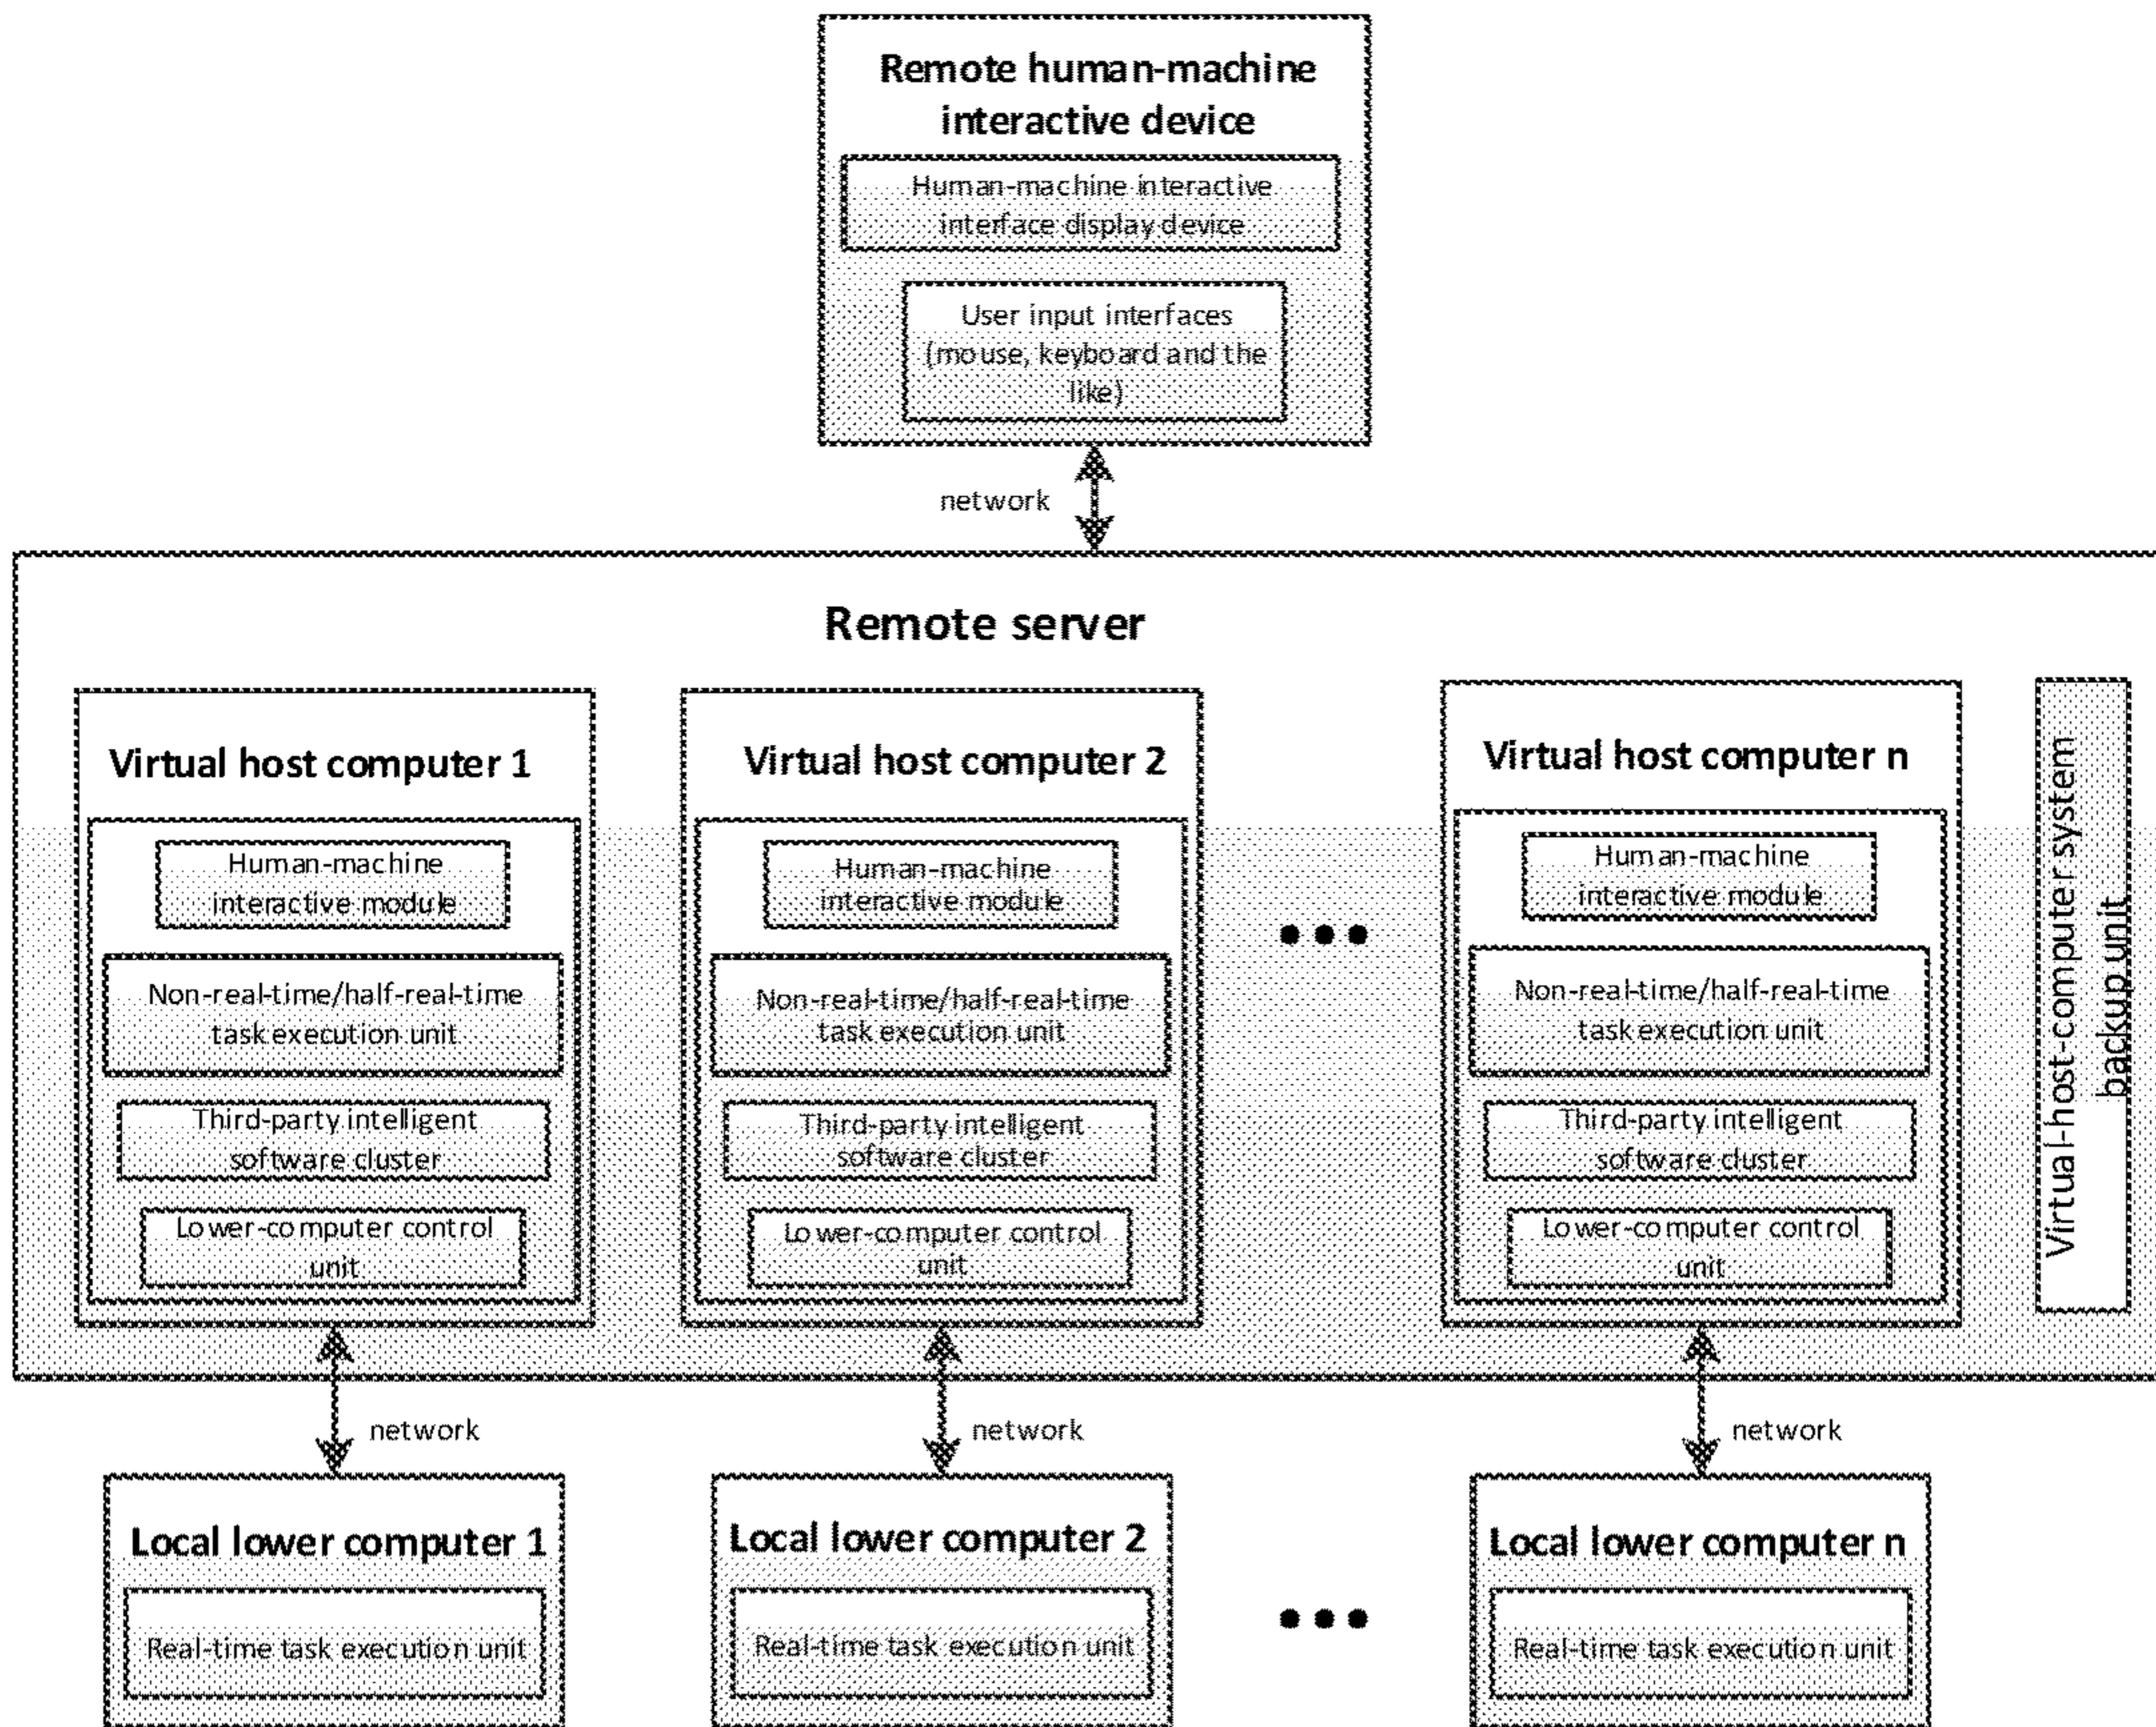 Remote human-machine
interactive device
Human-machine interactive
interface display device
User input interfaces
(mouse, keyboard and the
like)
network
Remote server
Virtual host computer 1
Human-machine
interactive module
Non-real-time/half-real-time
task execution unit
Third-party intelligent
software cluster
Lower-computer control
unit
Virtual host computer 2
Human-machine
interactive module
Non-real-time/half-real-time
task execution unit
Third-party intelligent
software cluster
Lower-computer control
unit
Virtual host computer n
Human-machine
interactive module
Non-real-time/half-real-time
task execution unit
Third-party intelligent
software cluster
Lower-computer control
unit
Virtual-host-computer system
backup unit
network
network
network
Local lower computer 1
Real-time task execution unit
Local lower computer 2
Real-time task execution unit
Local lower computer n
Real-time task execution unit